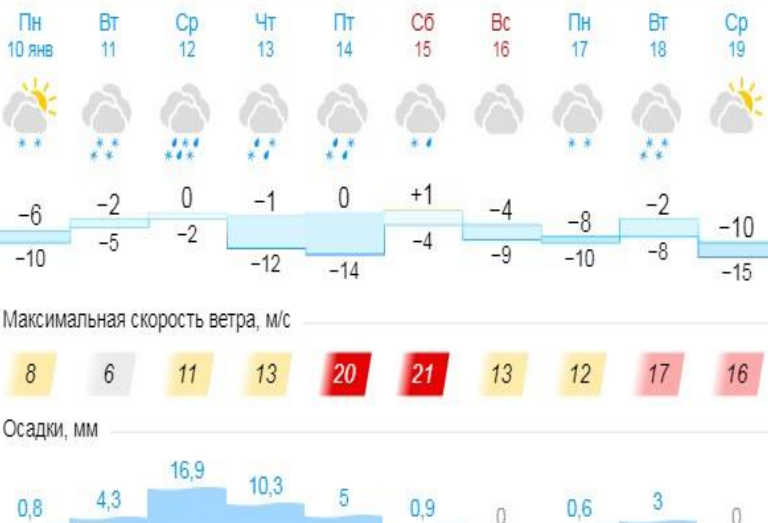 Пн Вт Ср Чт Пт Сб Вс Пн Вт Ср
10 янв 11 12 13 14 15 16 17 18 19
−6 −2 0 −1 0 +1 −4 −8 −2 −10
−10 −5 −2 −12 −14 −4 −9 −10 −8 −15
Максимальная скорость ветра, м/с
8 6 11 13 20 21 13 12 17 16
Осадки, мм
0,8 4,3 16,9 10,3 5 0,9 0 0,6 3 0